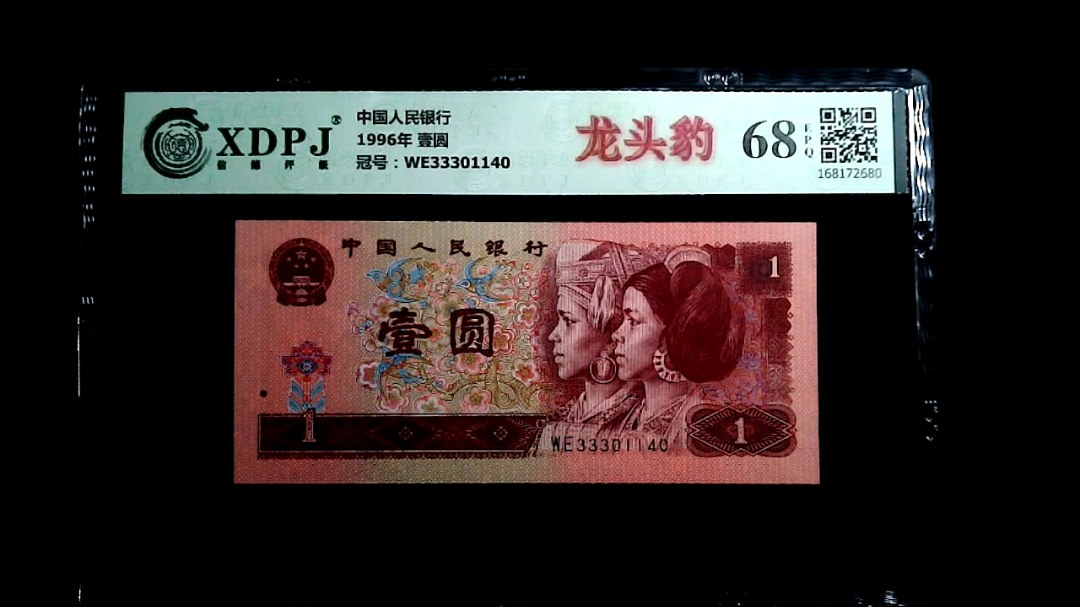 XDPJ®
中国人民银行
1996年 壹圆
冠号：WE33301140
龙头豹
68
EPQ
168172680
中国人民银行
1
壹圆
1
WE33301140
1